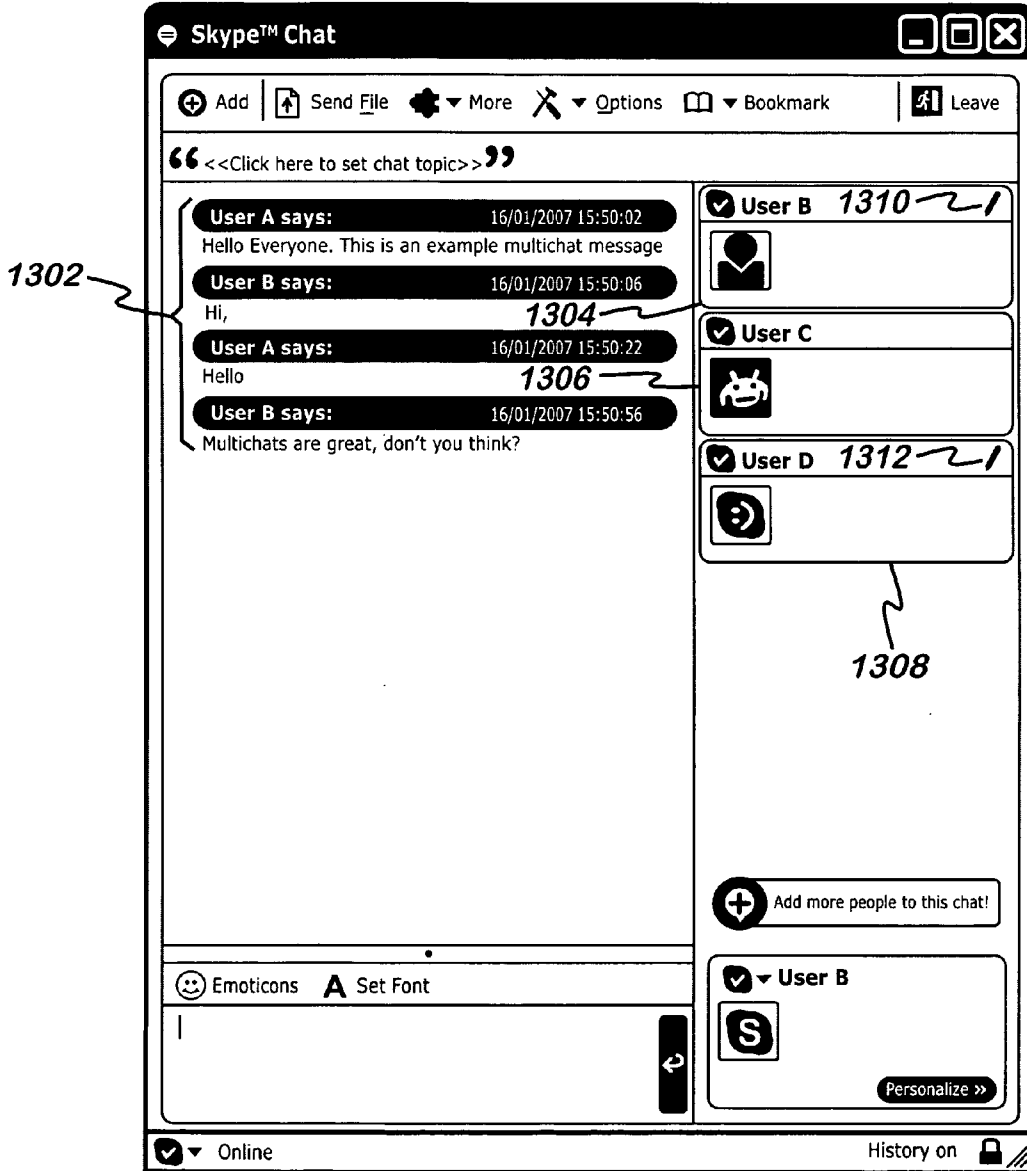 Skype™ Chat
Add Send File More Options Bookmark Leave
“<<Click here to set chat topic>>”
1302
User A says: 16/01/2007 15:50:02
Hello Everyone. This is an example multichat message
User B says: 16/01/2007 15:50:06
Hi,
User A says: 16/01/2007 15:50:22
Hello
User B says: 16/01/2007 15:50:56
Multichats are great, don't you think?
User B 1310
1304
User C
1306
User D 1312
1308
Add more people to this chat!
Emoticons A Set Font
User B
S
Personalize »
Online History on